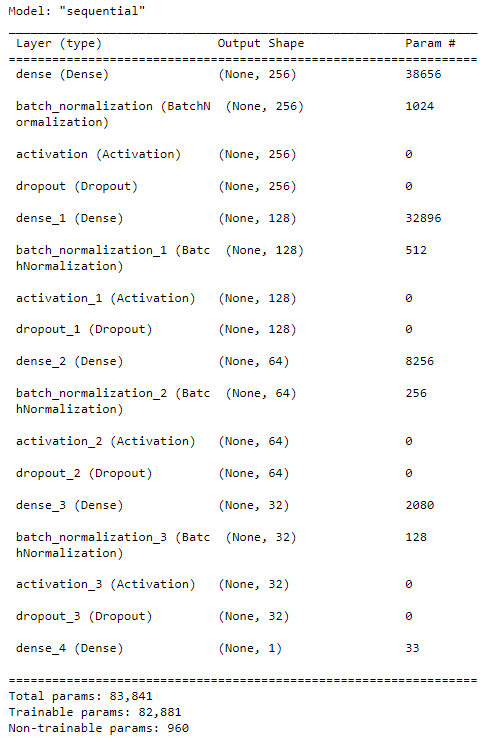 Model: "sequential"
_________________________________________________________________
Layer (type) Output Shape Param #
=================================================================
dense (Dense) (None, 256) 38656
batch_normalization (BatchN (None, 256) 1024
ormalization)
activation (Activation) (None, 256) 0
dropout (Dropout) (None, 256) 0
dense_1 (Dense) (None, 128) 32896
batch_normalization_1 (Batc (None, 128) 512
hNormalization)
activation_1 (Activation) (None, 128) 0
dropout_1 (Dropout) (None, 128) 0
dense_2 (Dense) (None, 64) 8256
batch_normalization_2 (Batc (None, 64) 256
hNormalization)
activation_2 (Activation) (None, 64) 0
dropout_2 (Dropout) (None, 64) 0
dense_3 (Dense) (None, 32) 2080
batch_normalization_3 (Batc (None, 32) 128
hNormalization)
activation_3 (Activation) (None, 32) 0
dropout_3 (Dropout) (None, 32) 0
dense_4 (Dense) (None, 1) 33
=================================================================
Total params: 83,841
Trainable params: 82,881
Non-trainable params: 960